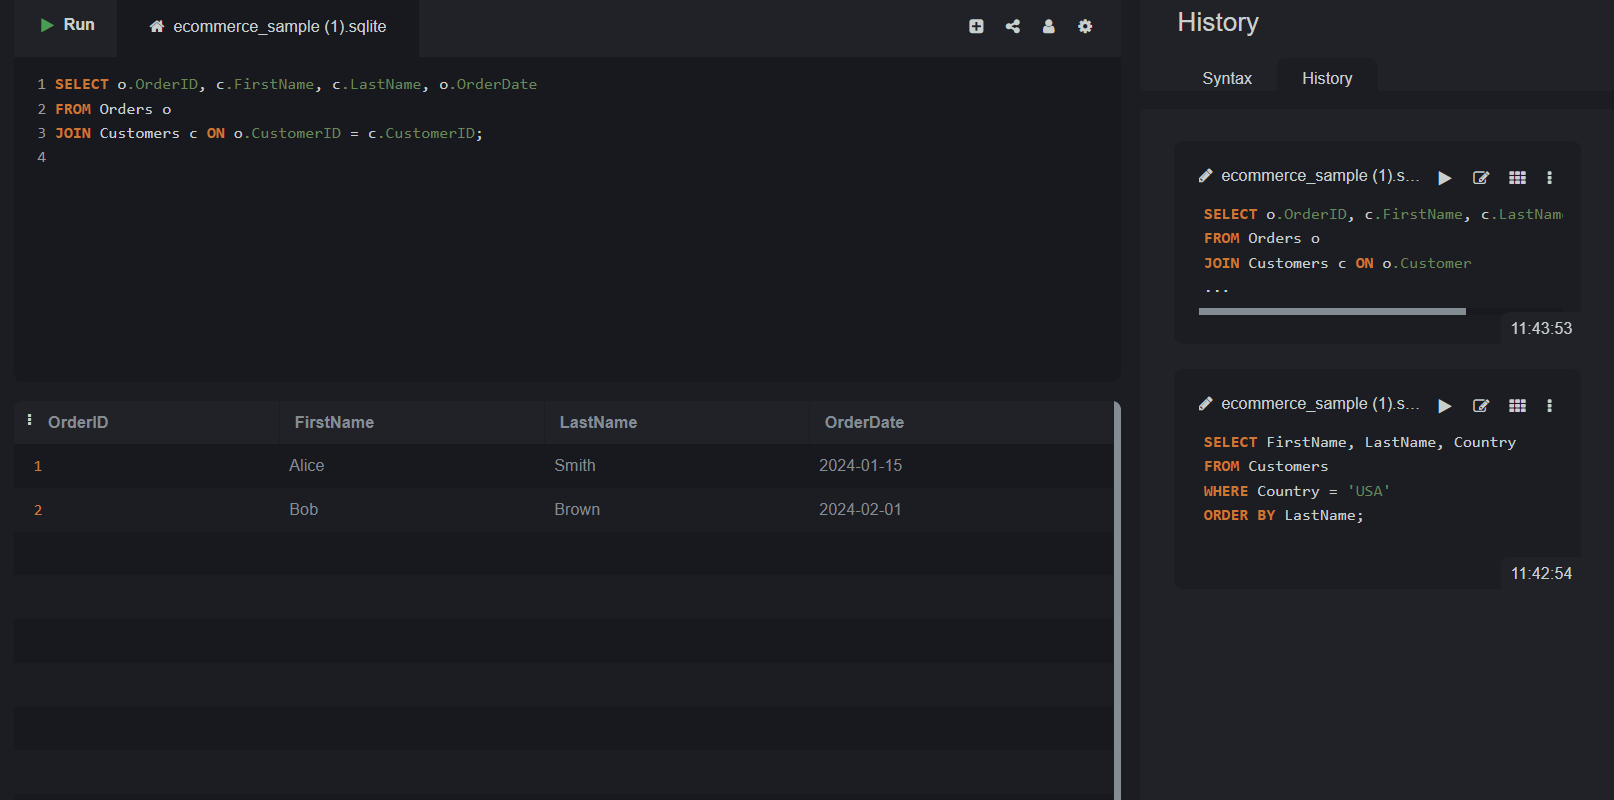 Run
ecommerce_sample (1).sqlite
1 SELECT o.OrderID, c.FirstName, c.LastName, o.OrderDate
2 FROM Orders o
3 JOIN Customers c ON o.CustomerID = c.CustomerID;
4
OrderID FirstName LastName OrderDate
1 Alice Smith 2024-01-15
2 Bob Brown 2024-02-01
History
Syntax History
ecommerce_sample (1).s...
SELECT o.OrderID, c.FirstName, c.LastNam
FROM Orders o
JOIN Customers c ON o.Customer
...
11:43:53
ecommerce_sample (1).s...
SELECT FirstName, LastName, Country
FROM Customers
WHERE Country = 'USA'
ORDER BY LastName;
11:42:54